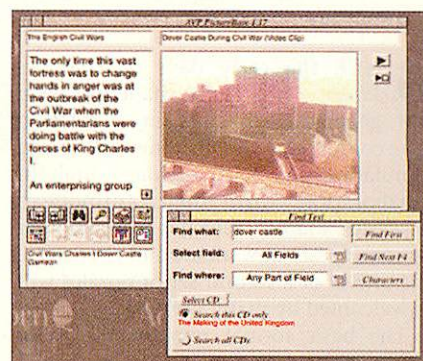 AVP PictureBase 1.17
The English Civil Wars
Dover Castle During Civil War (Video Clip)
The only time this vast
fortress was to change
hands in anger was at
the outbreak of the
Civil War when the
Parliamentarians were
doing battle with the
forces of King Charles
I.
An enterprising group
Civil Wars Charles I Dover Castle
Garrison
Find Text
Find what:
dover castle
Find First
Select field:
All Fields
Find Next F4
Find where:
Any Part of Field
Characters
Select CD
Search this CD only
The Making of the United Kingdom
Search all CDs